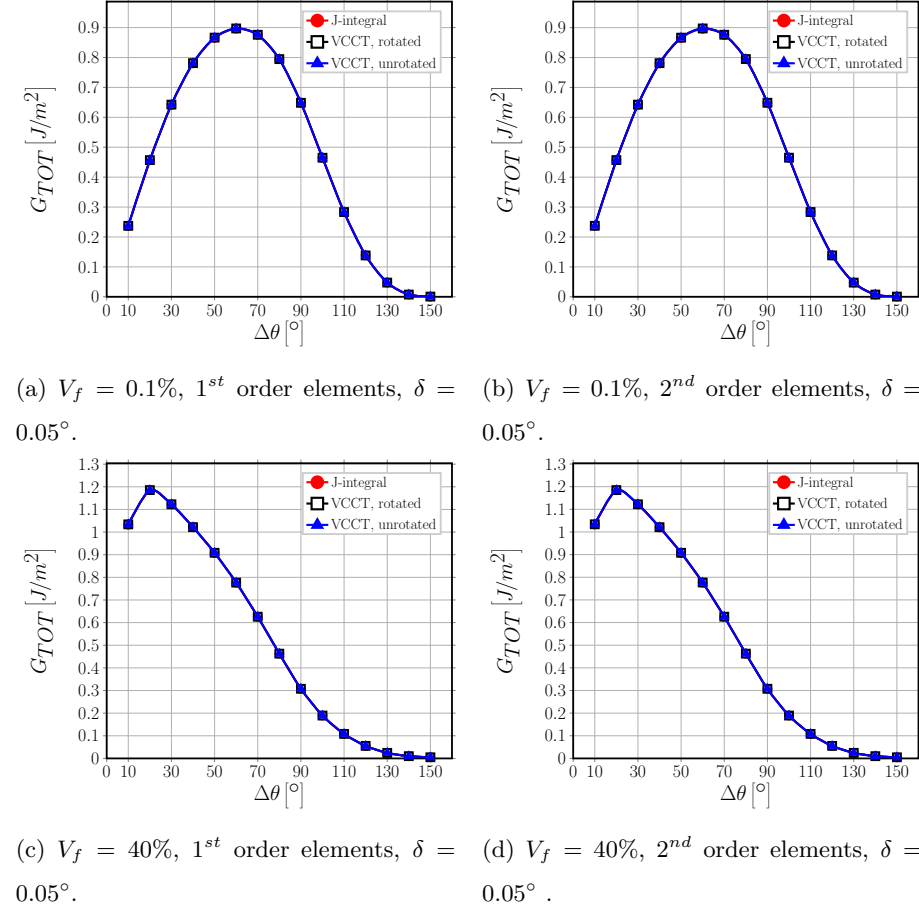 0.9
0.8
0.7
0.6
0.5
0.4
0.3
0.2
0.1
0
G_TOT [J/m²]
J-integral
VCCT, rotated
VCCT, unrotated
0 10 30 50 70 90 110 130 150
Δθ [°]
0.9
0.8
0.7
0.6
0.5
0.4
0.3
0.2
0.1
0
G_TOT [J/m²]
J-integral
VCCT, rotated
VCCT, unrotated
0 10 30 50 70 90 110 130 150
Δθ [°]
(a) V_f = 0.1%, 1^st order elements, δ =
0.05°.
(b) V_f = 0.1%, 2^nd order elements, δ =
0.05°.
1.3
1.2
1.1
1
0.9
0.8
0.7
0.6
0.5
0.4
0.3
0.2
0.1
0
G_TOT [J/m²]
J-integral
VCCT, rotated
VCCT, unrotated
0 10 30 50 70 90 110 130 150
Δθ [°]
1.3
1.2
1.1
1
0.9
0.8
0.7
0.6
0.5
0.4
0.3
0.2
0.1
0
G_TOT [J/m²]
J-integral
VCCT, rotated
VCCT, unrotated
0 10 30 50 70 90 110 130 150
Δθ [°]
(c) V_f = 40%, 1^st order elements, δ =
0.05°.
(d) V_f = 40%, 2^nd order elements, δ =
0.05° .